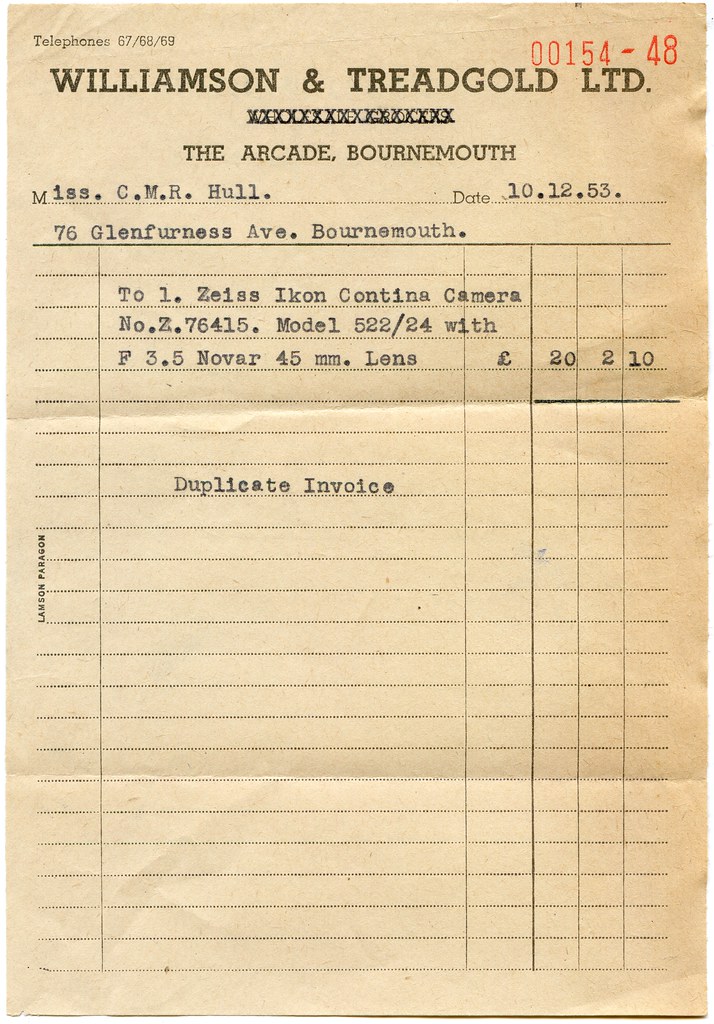 Telephones 67/68/69
00154-48
WILLIAMSON & TREADGOLD LTD.
THE ARCADE, BOURNEMOUTH
Miss. C.M.R. Hull. Date 10.12.53.
76 Glenfurness Ave. Bournemouth.
To 1. Zeiss Ikon Contina Camera
No.Z.76415. Model 522/24 with
F 3.5 Novar 45 mm. Lens £ 20 2 10
Duplicate Invoice
LAMSON PARAGON